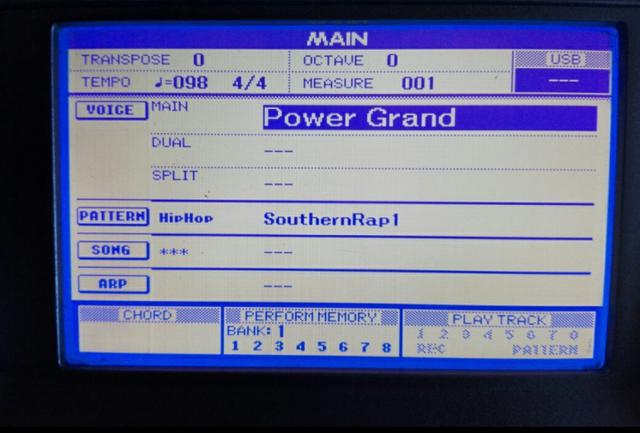 MAIN
TRANSPOSE 0 OCTAVE 0 USB
TEMPO ♩=098 4/4 MEASURE 001 ---
VOICE MAIN Power Grand
DUAL ---
SPLIT ---
PATTERN HipHop SouthernRap1
SONG *** ---
ARP ---
CHORD PERFORM MEMORY PLAY TRACK
BANK: 1
1 2 3 4 5 6 7 8 1 2 3 4 5 6 7 8
REC PATTERN